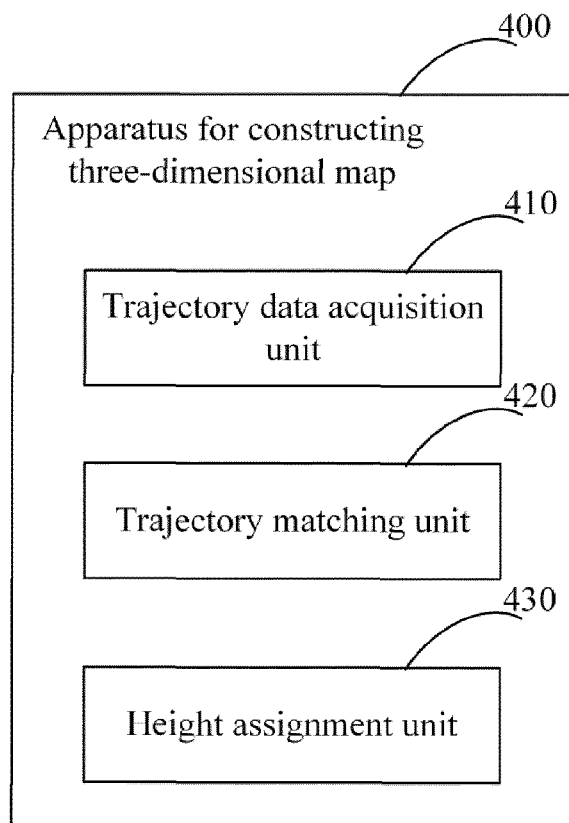 400
Apparatus for constructing
three-dimensional map
410
Trajectory data acquisition
unit
420
Trajectory matching unit
430
Height assignment unit